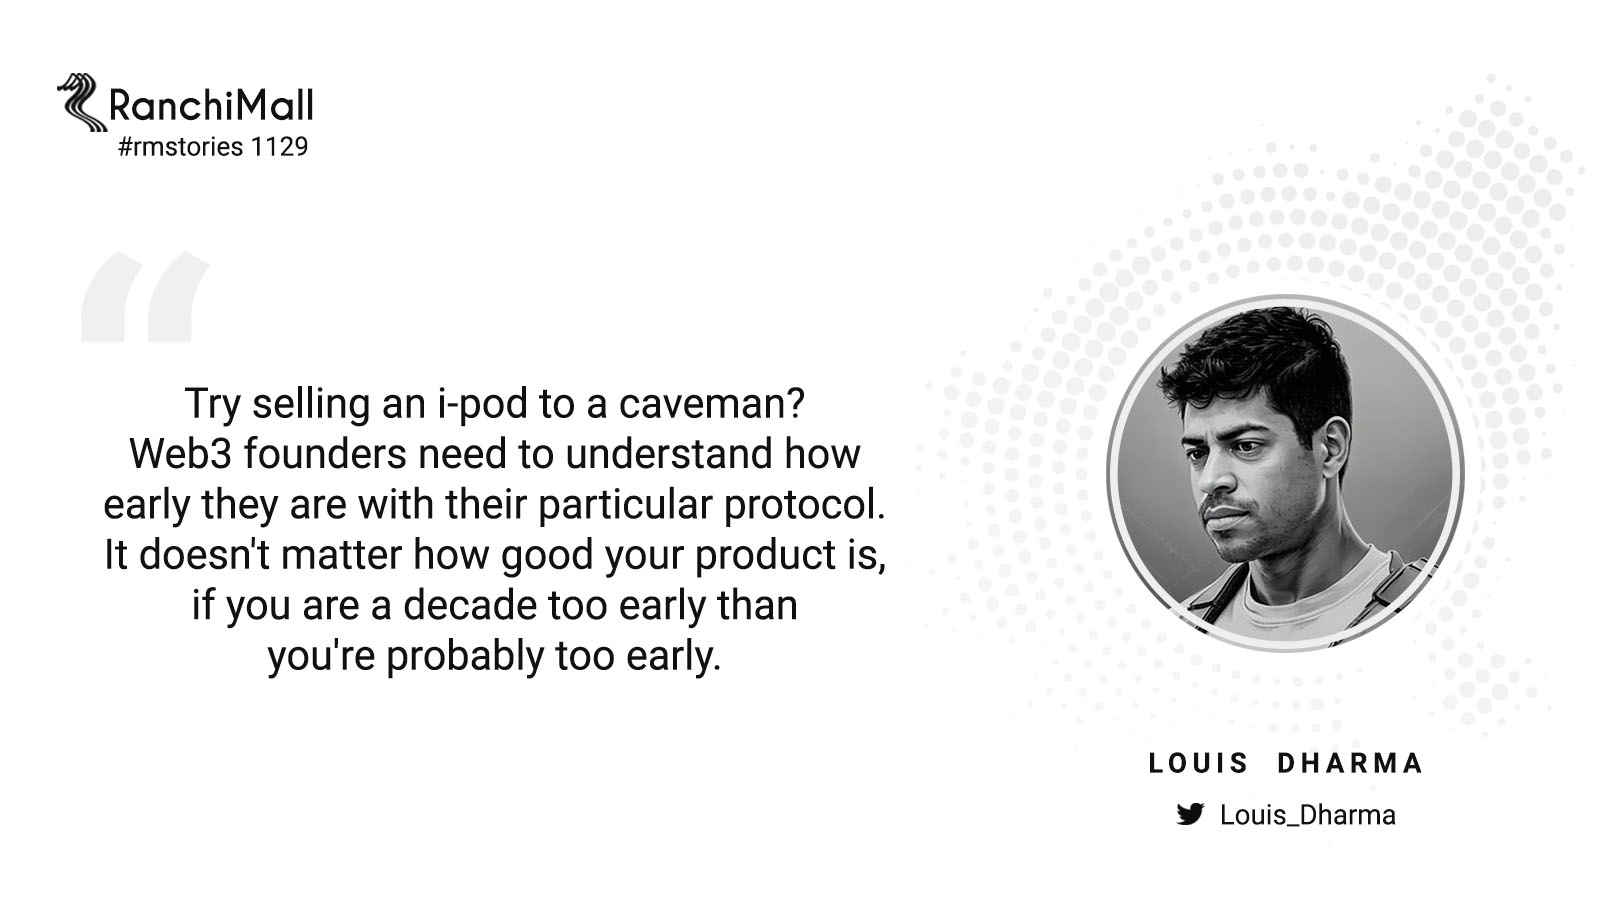 RanchiMall
#rmstories 1129
“
Try selling an i-pod to a caveman?
Web3 founders need to understand how
early they are with their particular protocol.
It doesn't matter how good your product is,
if you are a decade too early than
you're probably too early.
LOUIS DHARMA
Louis_Dharma